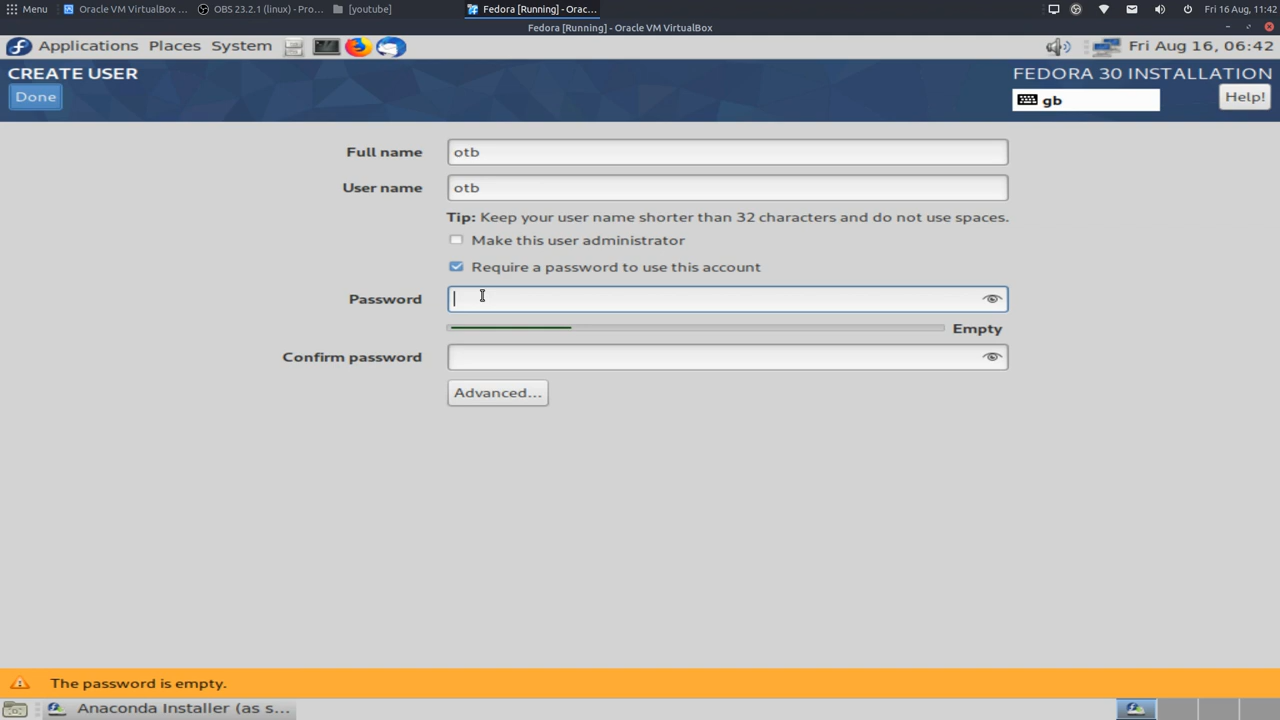 Menu Oracle VM VirtualBox ... OBS 23.2.1 (linux) - Pro... [youtube] Fedora [Running] - Orac... Fri 16 Aug, 11:42
Fedora [Running] - Oracle VM VirtualBox
Applications Places System Fri Aug 16, 06:42
CREATE USER FEDORA 30 INSTALLATION
Done gb Help!
Full name otb
User name otb
Tip: Keep your user name shorter than 32 characters and do not use spaces.
Make this user administrator
Require a password to use this account
Password
Empty
Confirm password
Advanced...
The password is empty.
Anaconda Installer (as s...